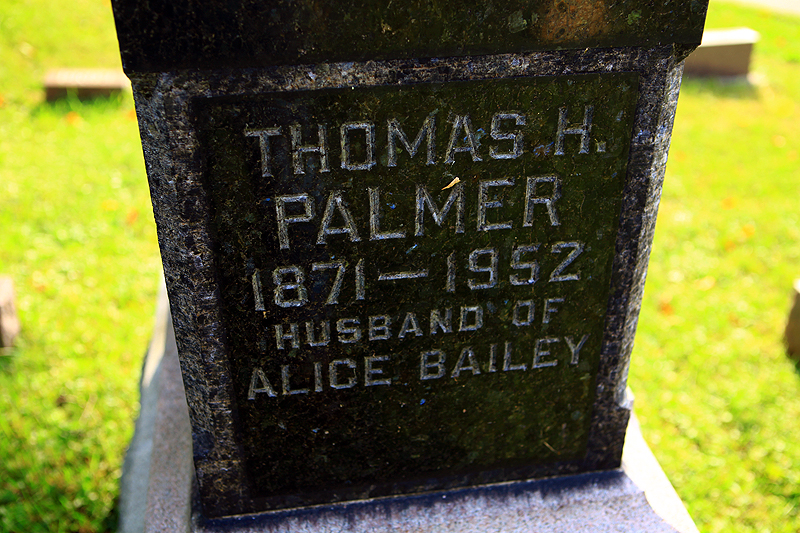 THOMAS H.
PALMER
1871 — 1952
HUSBAND OF
ALICE BAILEY